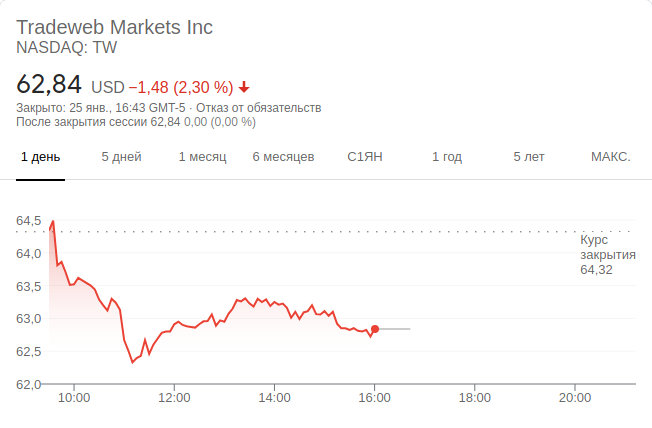 Tradeweb Markets Inc
NASDAQ: TW
62,84 USD −1,48 (2,30 %)
Закрыто: 25 янв., 16:43 GMT-5 · Отказ от обязательств
После закрытия сессии 62,84 0,00 (0,00 %)
1 день 5 дней 1 месяц 6 месяцев С1ЯН 1 год 5 лет МАКС.
64,5
Курс
закрытия
64,32
64,0
63,5
63,0
62,5
62,0
10:00 12:00 14:00 16:00 18:00 20:00